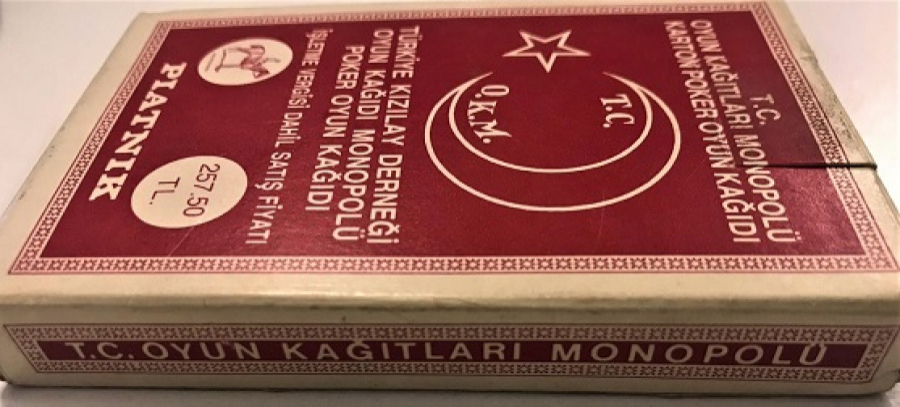 T.C.
OYUN KAĞITLARI MONOPOLÜ
KARTON POKER OYUN KAĞIDI
T.C.
O.K.M.
TÜRKİYE KIZILAY DERNEĞİ
OYUN KAĞIDI MONOPOLÜ
POKER OYUN KAĞIDI
İŞLETME VERGİSİ DAHİL SATIŞ FİYATI
257.50
TL.
PIATNIK
T.C. OYUN KAĞITLARI MONOPOLÜ